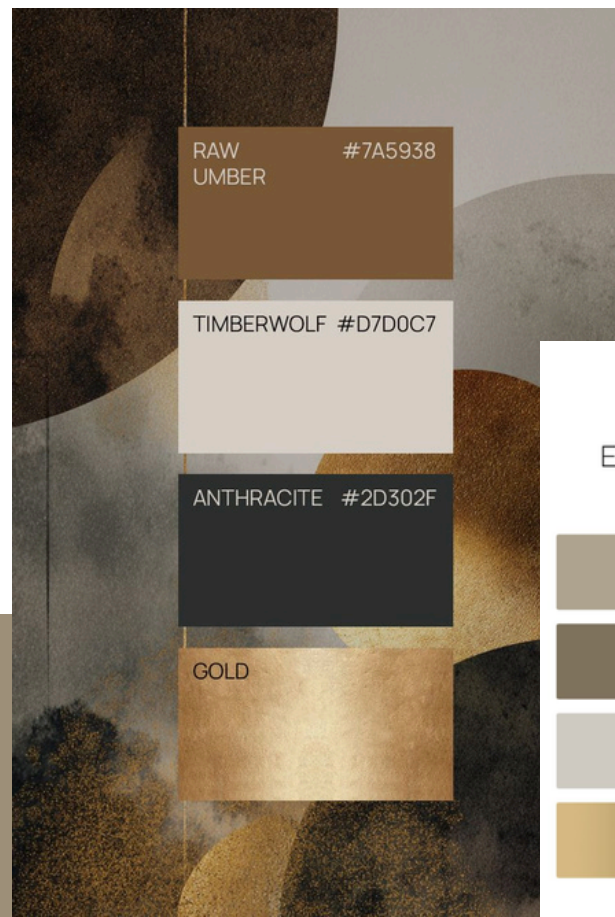 RAW #7A5938
UMBER
TIMBERWOLF #D7D0C7
ANTHRACITE #2D302F
GOLD
E